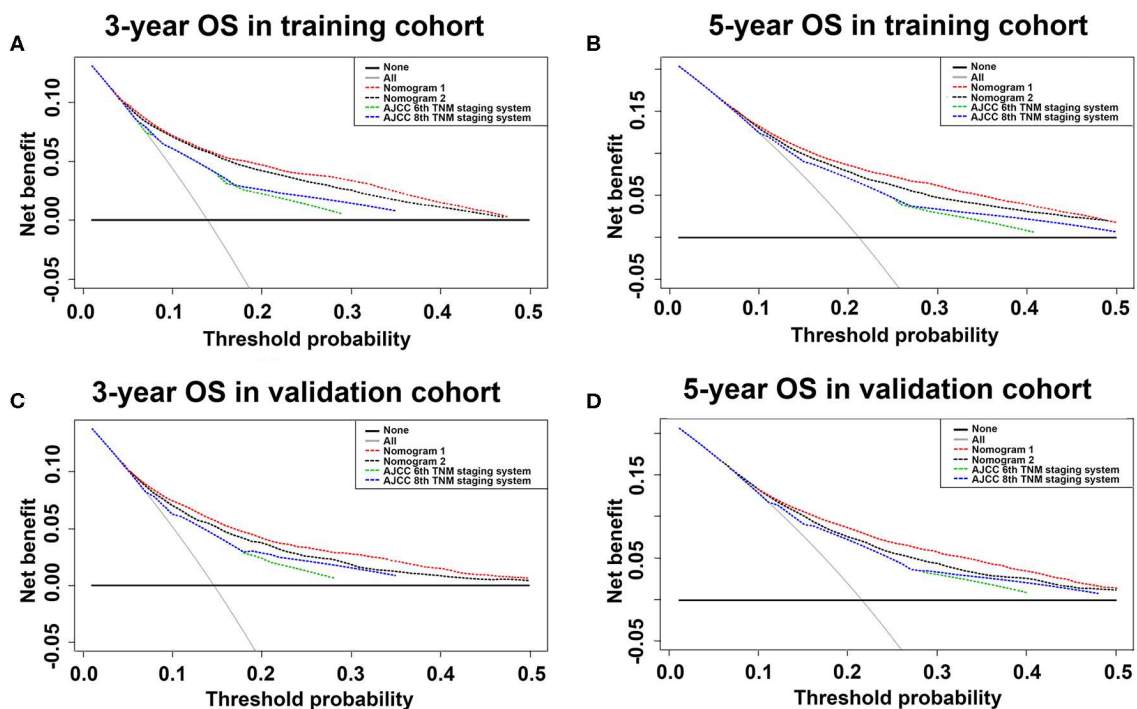 A
3-year OS in training cohort
None
All
Nomogram 1
Nomogram 2
AJCC 6th TNM staging system
AJCC 8th TNM staging system
Net benefit
0.10
0.05
0.00
-0.05
0.0 0.1 0.2 0.3 0.4 0.5
Threshold probability
B
5-year OS in training cohort
None
All
Nomogram 1
Nomogram 2
AJCC 6th TNM staging system
AJCC 8th TNM staging system
Net benefit
0.15
0.05
-0.05
0.0 0.1 0.2 0.3 0.4 0.5
Threshold probability
C
3-year OS in validation cohort
None
All
Nomogram 1
Nomogram 2
AJCC 6th TNM staging system
AJCC 8th TNM staging system
Net benefit
0.10
0.05
0.00
-0.05
0.0 0.1 0.2 0.3 0.4 0.5
Threshold probability
D
5-year OS in validation cohort
None
All
Nomogram 1
Nomogram 2
AJCC 6th TNM staging system
AJCC 8th TNM staging system
Net benefit
0.15
0.05
-0.05
0.0 0.1 0.2 0.3 0.4 0.5
Threshold probability